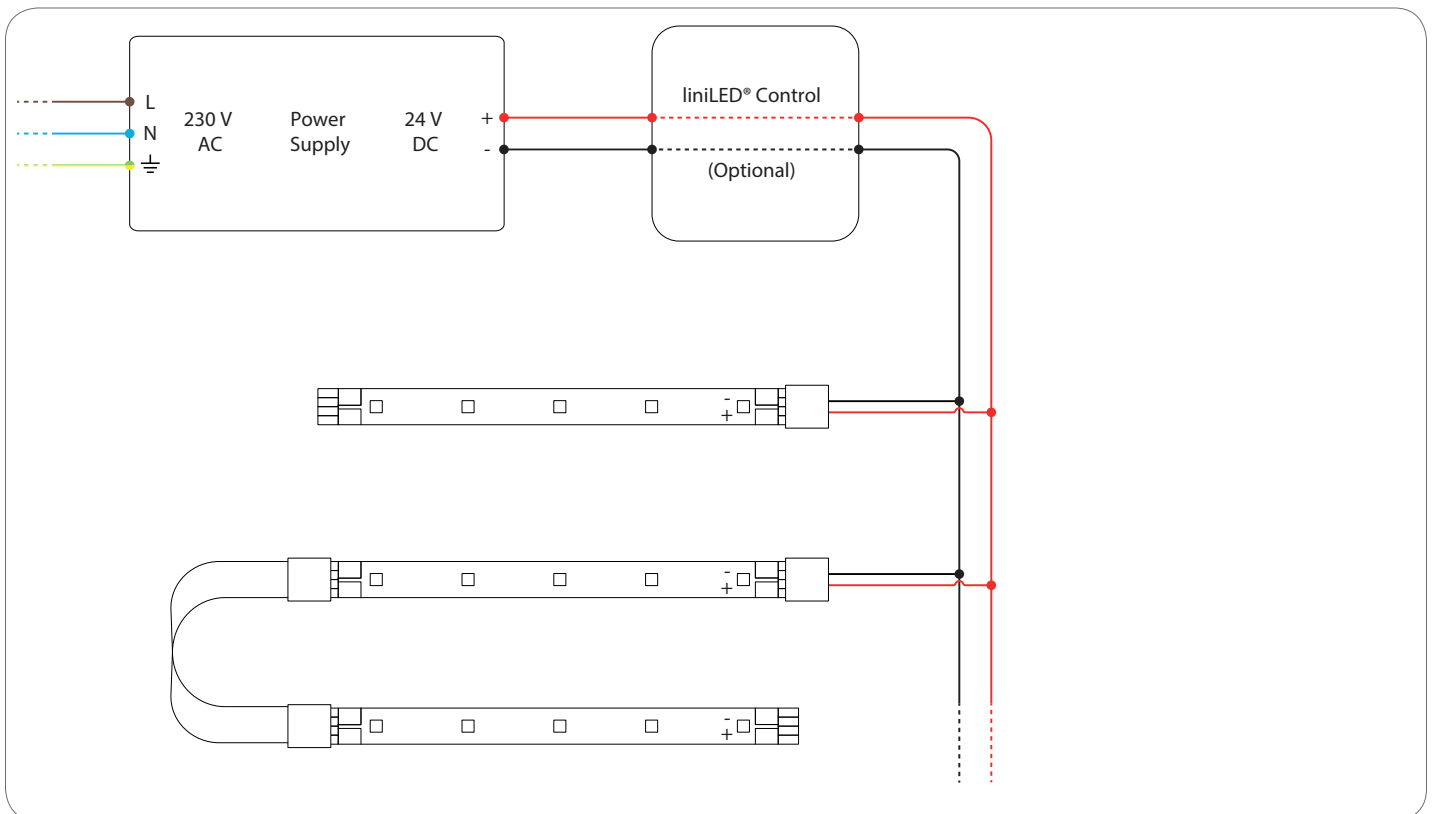 L
N
230 V
AC
Power
Supply
24 V
DC
+
-
liniLED® Control
(Optional)
-
+
-
+
-
+